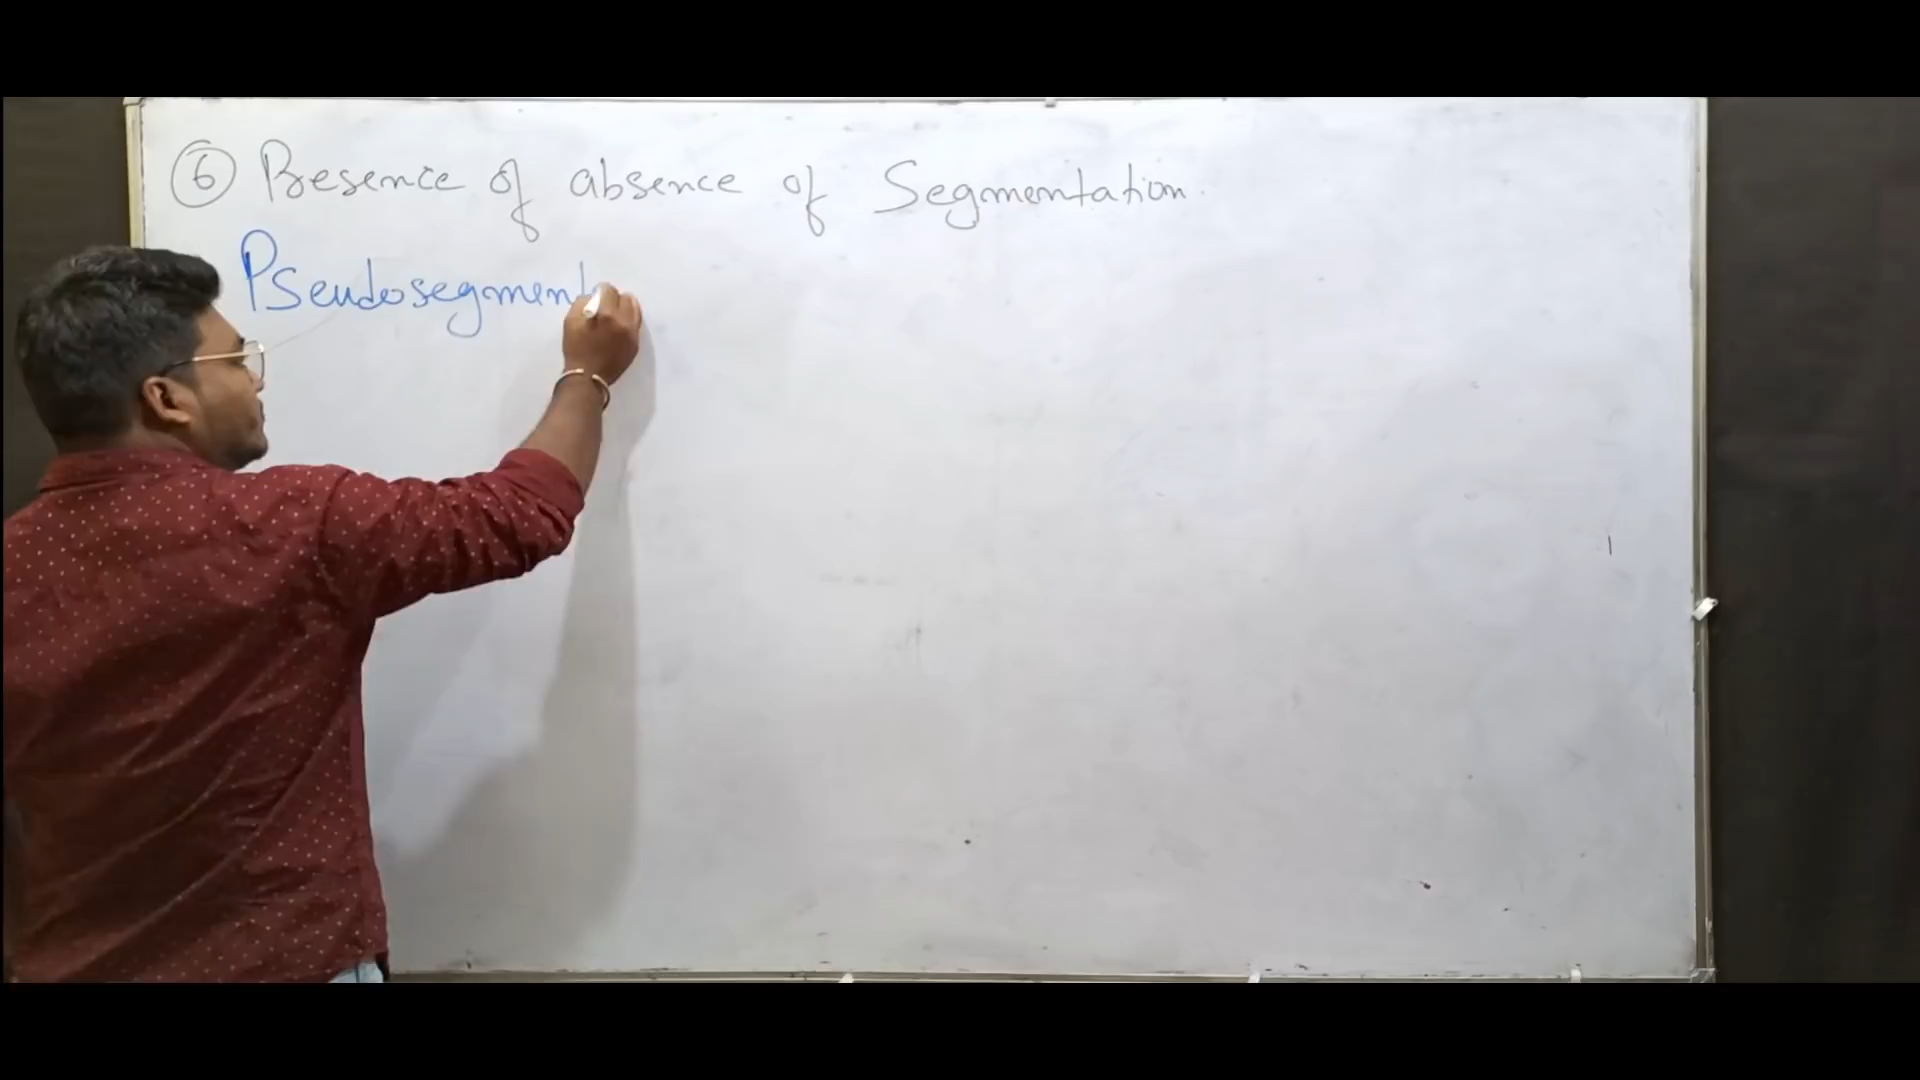 ⑥ Presence of absence of Segmentation.
Pseudosegment